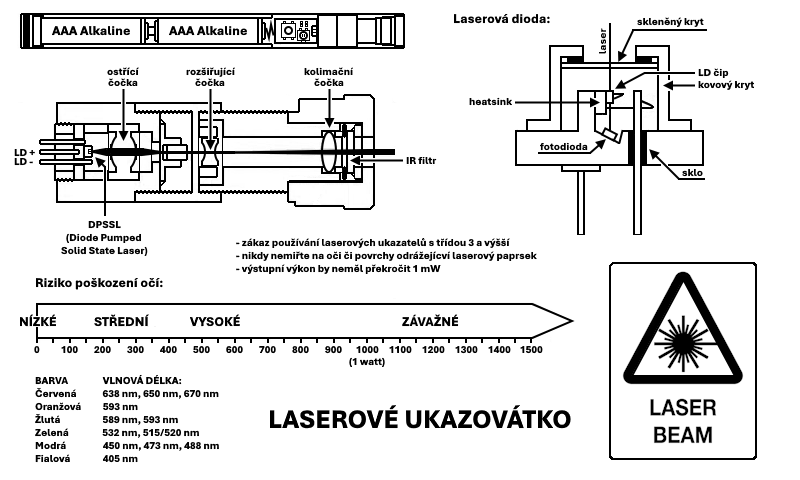 AAA Alkaline
AAA Alkaline
Laserová dioda:
skleněný kryt
laser
LD čip
kovový kryt
heatsink
fotodioda
sklo
ostřící
čočka
rozšiřující
čočka
kolimační
čočka
LD +
LD -
IR filtr
DPSSL
(Diode Pumped
Solid State Laser)
- zákaz používání laserových ukazatelů s třídou 3 a výšší
- nikdy nemiřte na oči či povrchy odrážejícví laserový paprsek
- výstupní výkon by neměl překročit 1 mW
Riziko poškození očí:
NÍZKÉ STŘEDNÍ VYSOKÉ ZÁVAŽNÉ
0 100 200 300 400 500 600 700 800 900 1000 1100 1200 1300 1400 1500
(1 watt)
BARVA VLNOVÁ DÉLKA:
Červená 638 nm, 650 nm, 670 nm
Oranžová 593 nm
Žlutá 589 nm, 593 nm
Zelená 532 nm, 515/520 nm
Modrá 450 nm, 473 nm, 488 nm
Fialová 405 nm
LASEROVÉ UKAZOVÁTKO
LASER
BEAM